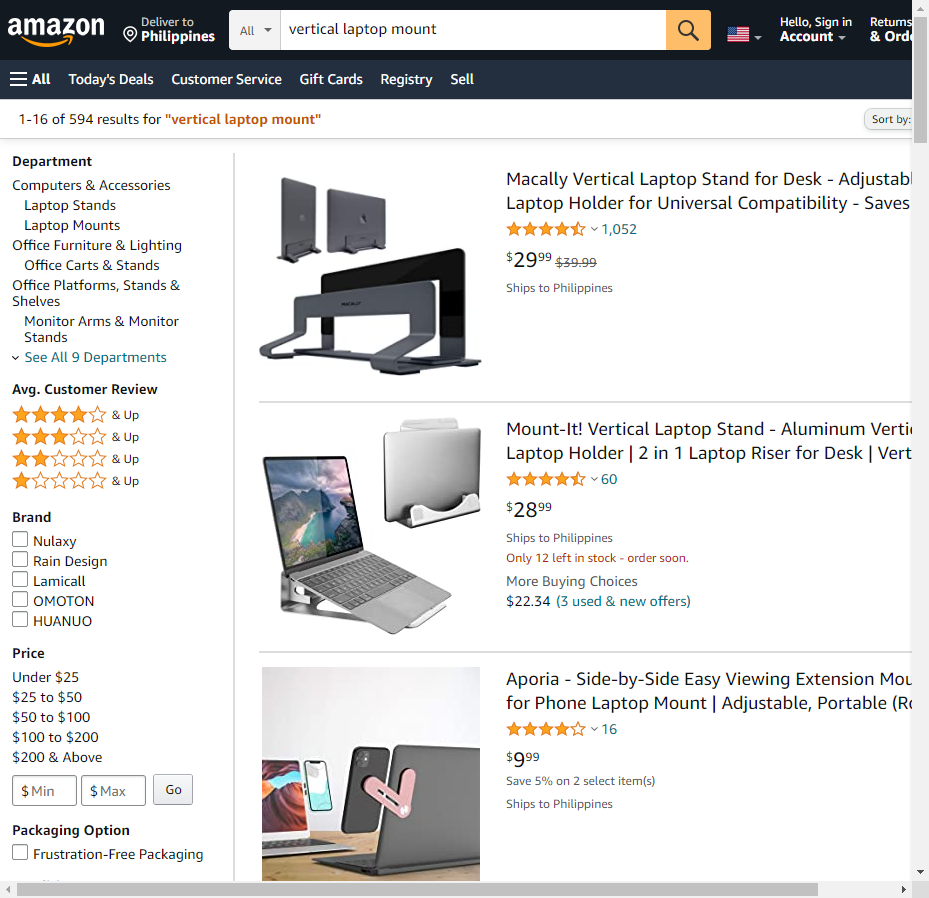 amazon
Deliver to
Philippines
All
vertical laptop mount
Hello, Sign in
Account
Returns
& Orde
All
Today's Deals
Customer Service
Gift Cards
Registry
Sell
1-16 of 594 results for "vertical laptop mount"
Sort by:
Department
Computers & Accessories
Laptop Stands
Laptop Mounts
Office Furniture & Lighting
Office Carts & Stands
Office Platforms, Stands &
Shelves
Monitor Arms & Monitor
Stands
See All 9 Departments
Avg. Customer Review
& Up
& Up
& Up
& Up
Brand
Nulaxy
Rain Design
Lamicall
OMOTON
HUANUO
Price
Under $25
$25 to $50
$50 to $100
$100 to $200
$200 & Above
$ Min
$ Max
Go
Packaging Option
Frustration-Free Packaging
MACALLY
Macally Vertical Laptop Stand for Desk - Adjustabl
Laptop Holder for Universal Compatibility - Saves
1,052
$29.99 $39.99
Ships to Philippines
Mount-It! Vertical Laptop Stand - Aluminum Vertic
Laptop Holder | 2 in 1 Laptop Riser for Desk | Vert
60
$28.99
Ships to Philippines
Only 12 left in stock - order soon.
More Buying Choices
$22.34 (3 used & new offers)
Aporia - Side-by-Side Easy Viewing Extension Mou
for Phone Laptop Mount | Adjustable, Portable (Ro
16
$9.99
Save 5% on 2 select item(s)
Ships to Philippines